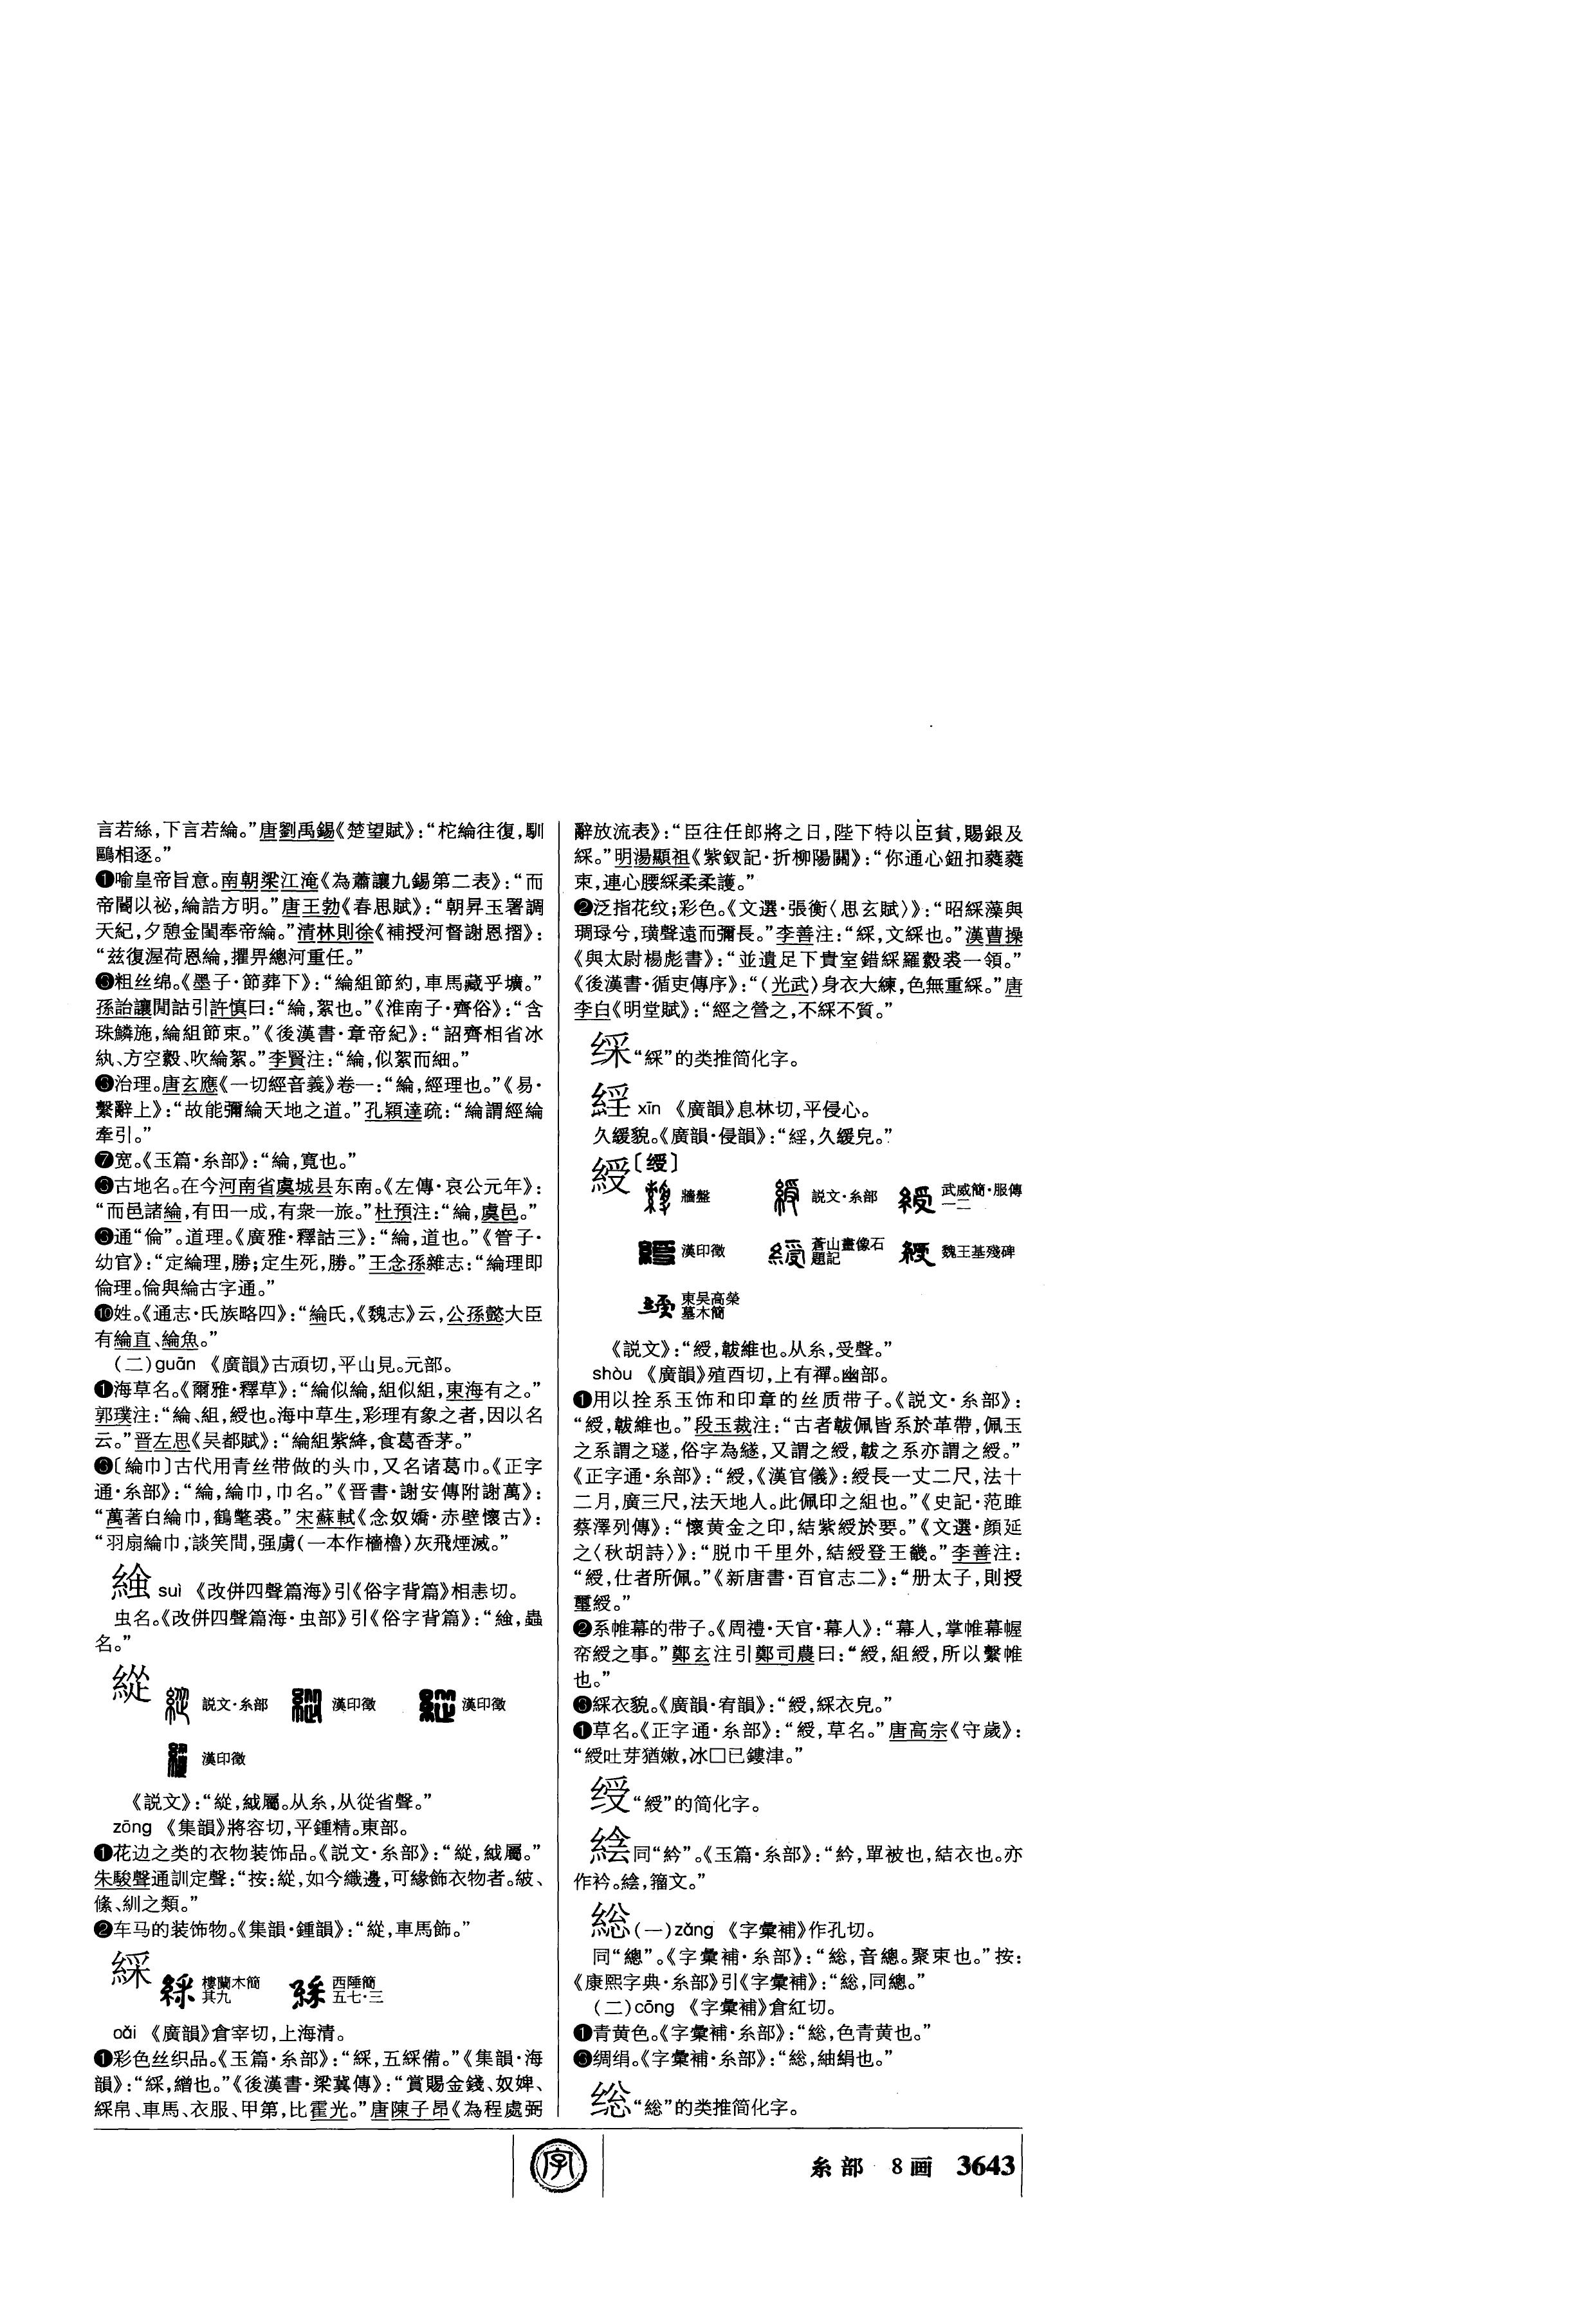 言若絲，下言若綸。”唐劉禹錫《楚望賦》：“柁綸往復，馴
鷗相逐。”
❶喻皇帝旨意。南朝梁江淹《為蕭讓九錫第二表》：“而
帝閽以祕，綸誥方明。”唐王勃《春思賦》：“朝昇玉署調
天紀，夕憩金閨奉帝綸。”清林則徐《補授河督謝恩摺》：
“兹復渥荷恩綸，擢畀總河重任。”
❻粗丝绵。《墨子·節葬下》：“綸組節約，車馬藏乎壙。”
孫詒讓閒詁引許慎曰：“綸，絮也。”《淮南子·齊俗》：“含
珠鱗施，綸組節束。”《後漢書·章帝紀》：“詔齊相省冰
紈、方空縠、吹綸絮。”李賢注：“綸，似絮而細。”
❸治理。唐玄應《一切經音義》卷一：“綸，經理也。”《易·
繫辭上》：“故能彌綸天地之道。”孔穎達疏：“綸謂經綸
牽引。”
❼宽。《玉篇·糸部》：“綸，寬也。”
❸古地名。在今河南省虞城县东南。《左傳·哀公元年》：
“而邑諸綸，有田一成，有衆一旅。”杜預注：“綸，虞邑。”
❻通“倫”。道理。《廣雅·釋詁三》：“綸，道也。”《管子·
幼官》：“定綸理，勝；定生死，勝。”王念孫雜志：“綸理即
倫理。倫與綸古字通。”
❿姓。《通志·氏族略四》：“綸氏，《魏志》云，公孫懿大臣
有綸直、綸魚。”
（二）guān 《廣韻》古頑切，平山見。元部。
❶海草名。《爾雅·釋草》：“綸似綸，組似組，東海有之。”
郭璞注：“綸、組，綬也。海中草生，彩理有象之者，因以名
云。”晋左思《吴都賦》：“綸組紫絳，食葛香茅。”
❻〔綸巾〕古代用青丝带做的头巾，又名诸葛巾。《正字
通·糸部》：“綸，綸巾，巾名。”《晋書·謝安傳附謝萬》：
“萬著白綸巾，鶴氅裘。”宋蘇軾《念奴嬌·赤壁懷古》：
“羽扇綸巾，談笑間，强虜（一本作檣櫓）灰飛煙滅。”
suì 《改併四聲篇海》引《俗字背篇》相恚切。
虫名。《改併四聲篇海·虫部》引《俗字背篇》：“，蟲
名。”
緃 説文·糸部 漢印徵 漢印徵
漢印徵
《説文》：“緃，絨屬。从糸，从從省聲。”
zōng 《集韻》將容切，平鍾精。東部。
❶花边之类的衣物装饰品。《説文·糸部》：“緃，絨屬。”
朱駿聲通訓定聲：“按：緃，如今織邊，可緣飾衣物者。紴、
絛、紃之類。”
❷车马的装饰物。《集韻·鍾韻》：“緃，車馬飾。”
綵 樓蘭木簡其九 西陲簡五七·三
oǎi 《廣韻》倉宰切，上海清。
❶彩色丝织品。《玉篇·糸部》：“綵，五綵備。”《集韻·海
韻》：“綵，繒也。”《後漢書·梁冀傳》：“賞賜金錢、奴婢、
綵帛、車馬、衣服、甲第，比霍光。”唐陳子昂《為程處弼
辭放流表》：“臣往任郎將之日，陛下特以臣貧，賜銀及
綵。”明湯顯祖《紫釵記·折柳陽關》：“你通心鈕扣蕤蕤
束，連心腰綵柔柔護。”
❷泛指花纹；彩色。《文選·張衡〈思玄賦〉》：“昭綵藻與
琱琭兮，璜聲遠而彌長。”李善注：“綵，文綵也。”漢曹操
《與太尉楊彪書》：“並遺足下貴室錯綵羅縠裘一領。”
《後漢書·循吏傳序》：“（光武）身衣大練，色無重綵。”唐
李白《明堂賦》：“經之營之，不綵不質。”
“綵”的类推简化字。
綅 xīn 《廣韻》息林切，平侵心。
久緩貌。《廣韻·侵韻》：“，久緩皃。”
綬〔绶〕
牆盤 説文·糸部 武威簡·服傳一二
漢印徵 蒼山畫像石題記 魏王基殘碑
東吴高榮墓木簡
《説文》：“綬，韍維也。从糸，受聲。”
shòu 《廣韻》殖酉切，上有禪。幽部。
❶用以拴系玉饰和印章的丝质带子。《説文·糸部》：
“綬，韍維也。”段玉裁注：“古者韍佩皆系於革帶，佩玉
之系謂之璲，俗字為繸，又謂之綬，韍之系亦謂之綬。”
《正字通·糸部》：“綬，《漢官儀》：綬長一丈二尺，法十
二月，廣三尺，法天地人。此佩印之組也。”《史記·范雎
蔡澤列傳》：“懷黄金之印，結紫綬於要。”《文選·顔延
之〈秋胡詩〉》：“脱巾千里外，結綬登王畿。”李善注：
“綬，仕者所佩。”《新唐書·百官志二》：“册太子，則授
璽綬。”
❷系帷幕的带子。《周禮·天官·幕人》：“幕人，掌帷幕幄
帟綬之事。”鄭玄注引鄭司農曰：“綬，組綬，所以繫帷
也。”
❻綵衣貌。《廣韻·宥韻》：“綬，綵衣皃。”
❶草名。《正字通·糸部》：“綬，草名。”唐高宗《守歲》：
“綬吐芽猶嫩，冰□已鏤津。”
绶“綬”的简化字。
同“紟”。《玉篇·糸部》：“紟，單被也，結衣也。亦
作衿。，籀文。”
総（一）zǎng 《字彙補》作孔切。
同“總”。《字彙補·糸部》：“総，音總。聚束也。”按：
《康熙字典·糸部》引《字彙補》：“総，同總。”
（二）cōng 《字彙補》倉紅切。
❶青黄色。《字彙補·糸部》：“総，色青黄也。”
❻绸绢。《字彙補·糸部》：“総，紬絹也。”
“総”的类推简化字。
字
糸部 8画 3643